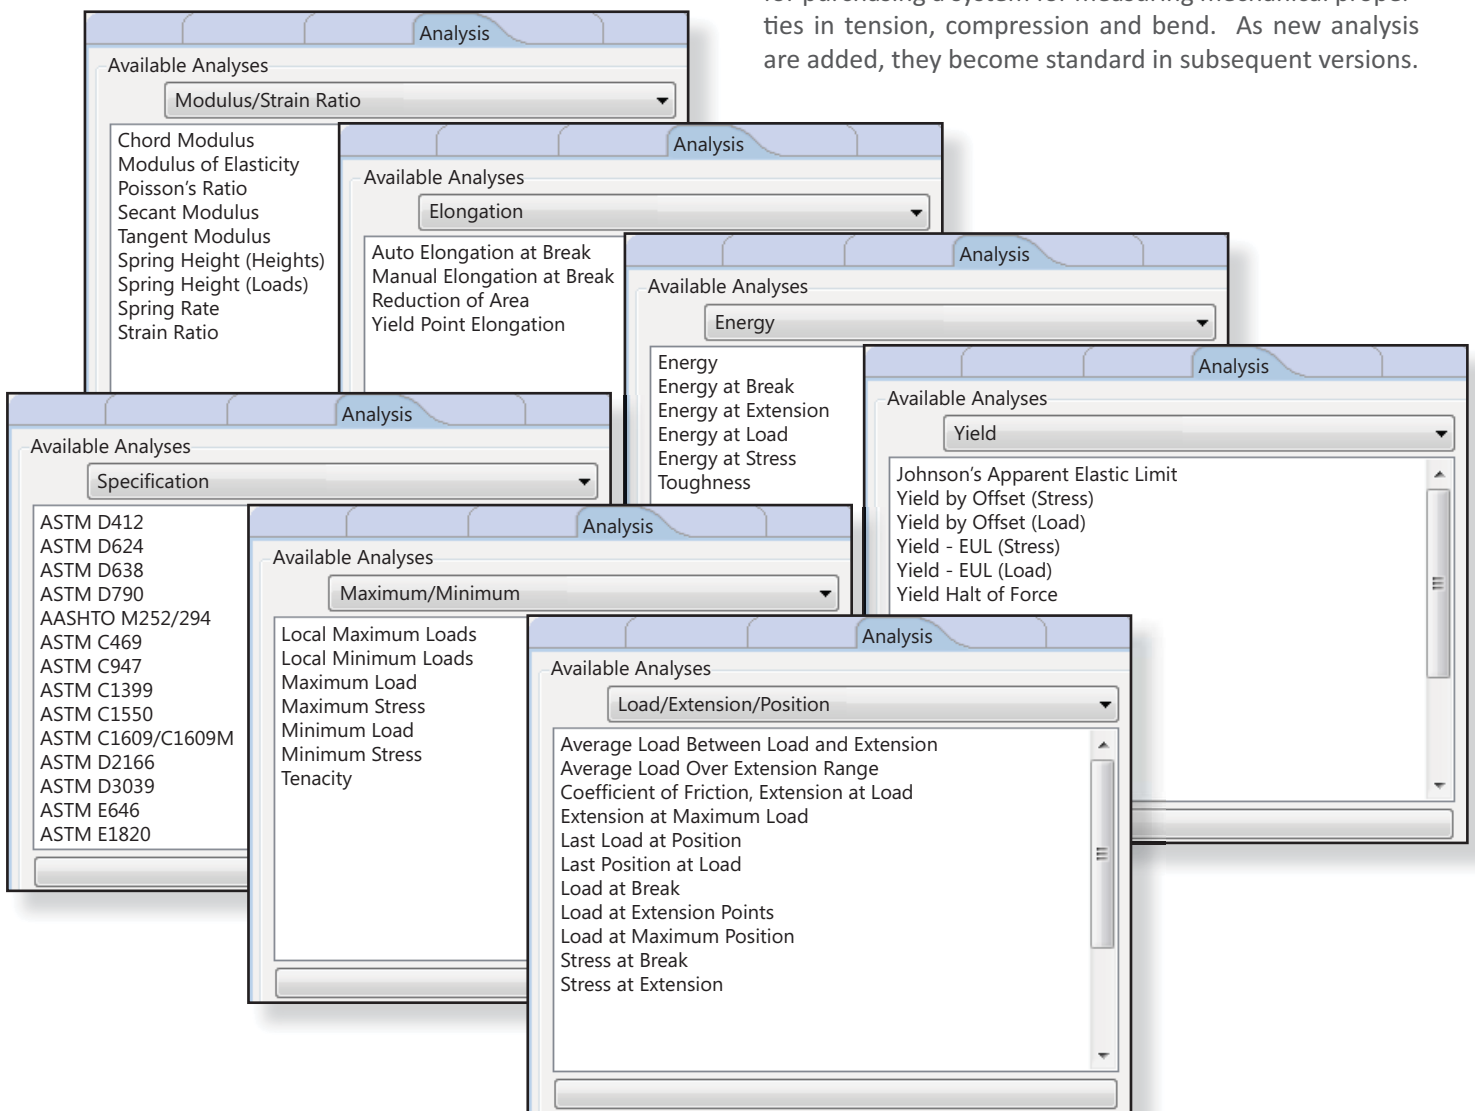 for purchasing a system for measuring mechanical proper-
ties in tension, compression and bend. As new analysis
are added, they become standard in subsequent versions.
Analysis
Available Analyses
Modulus/Strain Ratio
Chord Modulus
Modulus of Elasticity
Poisson's Ratio
Secant Modulus
Tangent Modulus
Spring Height (Heights)
Spring Height (Loads)
Spring Rate
Strain Ratio
Analysis
Available Analyses
Elongation
Auto Elongation at Break
Manual Elongation at Break
Reduction of Area
Yield Point Elongation
Analysis
Available Analyses
Energy
Energy
Energy at Break
Energy at Extension
Energy at Load
Energy at Stress
Toughness
Analysis
Available Analyses
Yield
Johnson's Apparent Elastic Limit
Yield by Offset (Stress)
Yield by Offset (Load)
Yield - EUL (Stress)
Yield - EUL (Load)
Yield Halt of Force
Analysis
Available Analyses
Specification
ASTM D412
ASTM D624
ASTM D638
ASTM D790
AASHTO M252/294
ASTM C469
ASTM C947
ASTM C1399
ASTM C1550
ASTM C1609/C1609M
ASTM D2166
ASTM D3039
ASTM E646
ASTM E1820
Analysis
Available Analyses
Maximum/Minimum
Local Maximum Loads
Local Minimum Loads
Maximum Load
Maximum Stress
Minimum Load
Minimum Stress
Tenacity
Analysis
Available Analyses
Load/Extension/Position
Average Load Between Load and Extension
Average Load Over Extension Range
Coefficient of Friction, Extension at Load
Extension at Maximum Load
Last Load at Position
Last Position at Load
Load at Break
Load at Extension Points
Load at Maximum Position
Stress at Break
Stress at Extension